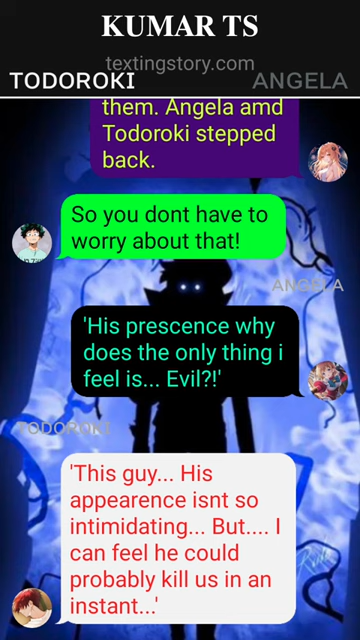 KUMAR TS
textingstory.com
TODOROKI
ANGELA
them. Angela amd
Todoroki stepped
back.
So you dont have to
worry about that!
ANGELA
'His prescence why
does the only thing i
feel is... Evil?!'
TODOROKI
'This guy... His
appearence isnt so
intimidating... But.... I
can feel he could
probably kill us in an
instant...'